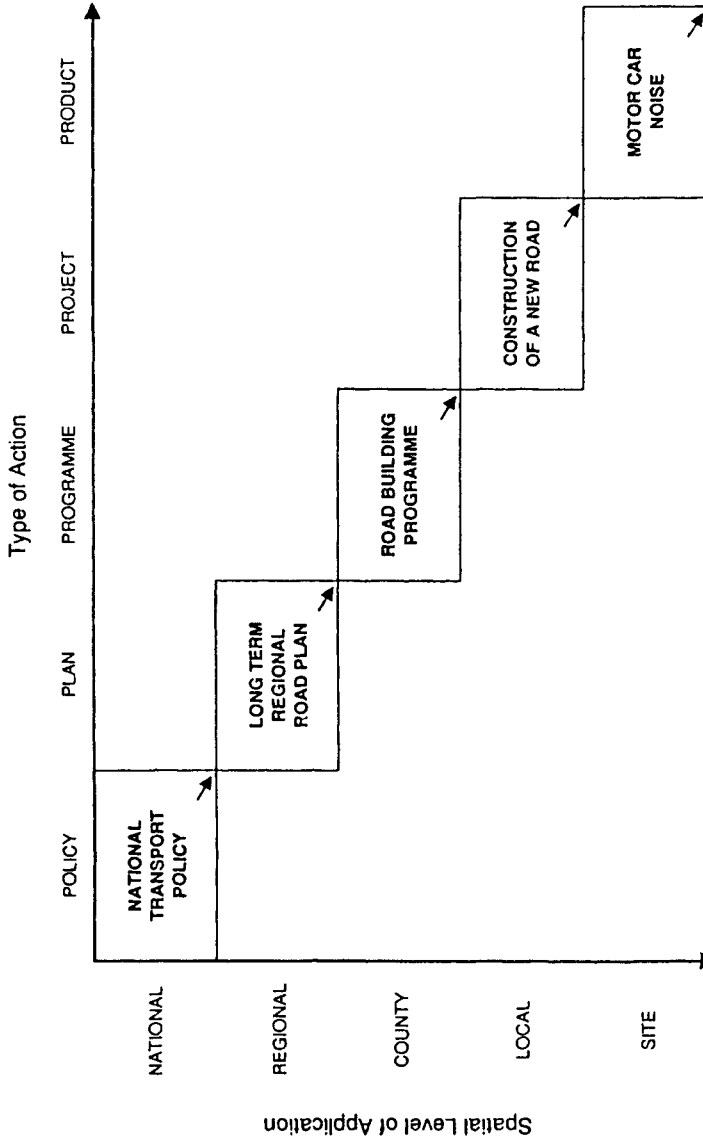 Type of Action
POLICY
PLAN
PROGRAMME
PROJECT
PRODUCT
Spatial Level of Application
NATIONAL
REGIONAL
COUNTY
LOCAL
SITE
NATIONAL
TRANSPORT
POLICY
LONG TERM
REGIONAL
ROAD PLAN
ROAD BUILDING
PROGRAMME
CONSTRUCTION
OF A NEW ROAD
MOTOR CAR
NOISE